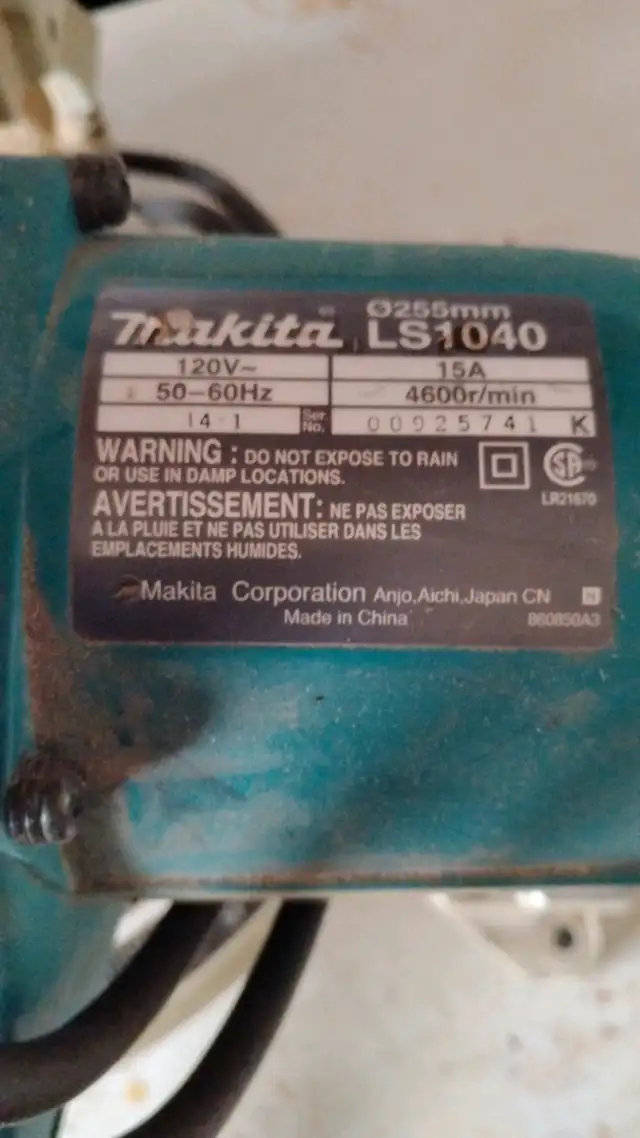 Makita Ø255mm
LS1040
120V~ 15A
50-60Hz 4600r/min
14 1 Ser. No. 00925741 K
WARNING : DO NOT EXPOSE TO RAIN
OR USE IN DAMP LOCATIONS.
LR21670
AVERTISSEMENT: NE PAS EXPOSER
A LA PLUIE ET NE PAS UTILISER DANS LES
EMPLACEMENTS HUMIDES.
Makita Corporation Anjo,Aichi,Japan CN
Made in China 860850A3